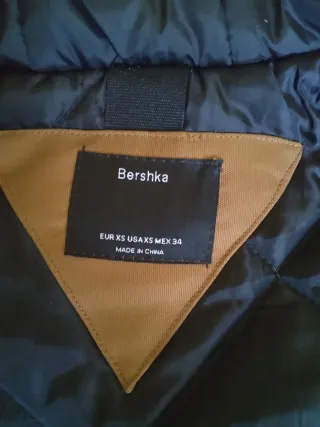 Bershka
EUR XS USA XS MEX 34
MADE IN CHINA